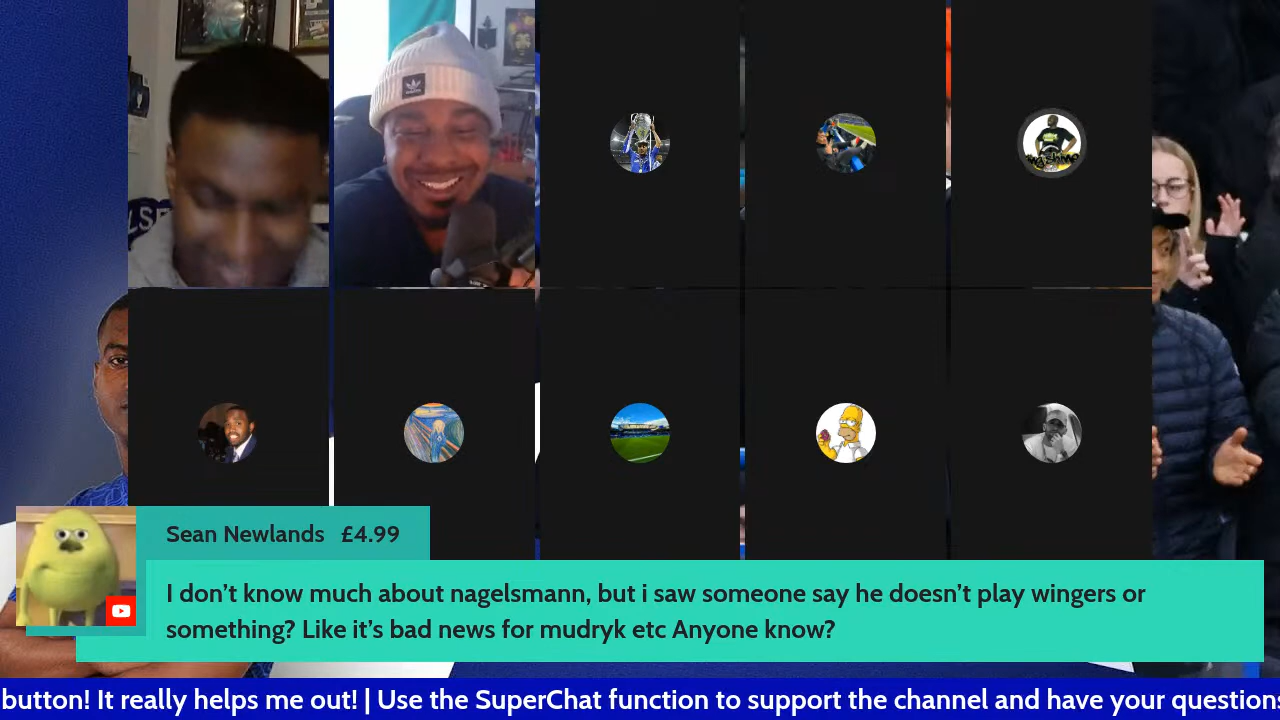 LSE
washme
Sean Newlands £4.99
I don't know much about nagelsmann, but i saw someone say he doesn't play wingers or
something? Like it's bad news for mudryk etc Anyone know?
button! It really helps me out! | Use the SuperChat function to support the channel and have your questions